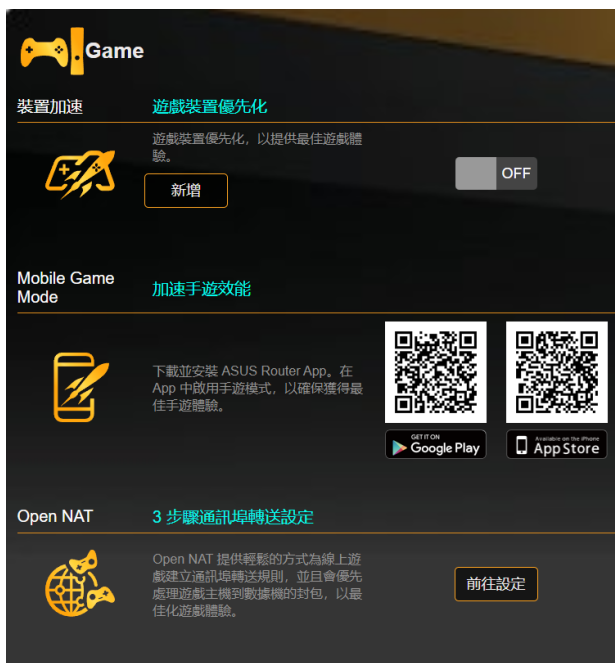 Game
裝置加速
遊戲裝置優先化
遊戲裝置優先化，以提供最佳遊戲體
驗。
新增
OFF
Mobile Game
Mode
加速手遊效能
下載並安裝 ASUS Router App。在
App 中啟用手遊模式，以確保獲得最
佳手遊體驗。
GET IT ON
Google Play
Available on the iPhone
App Store
Open NAT
3 步驟通訊埠轉送設定
Open NAT 提供輕鬆的方式為線上遊
戲建立通訊埠轉送規則，並且會優先
處理遊戲主機到數據機的封包，以最
佳化遊戲體驗。
前往設定